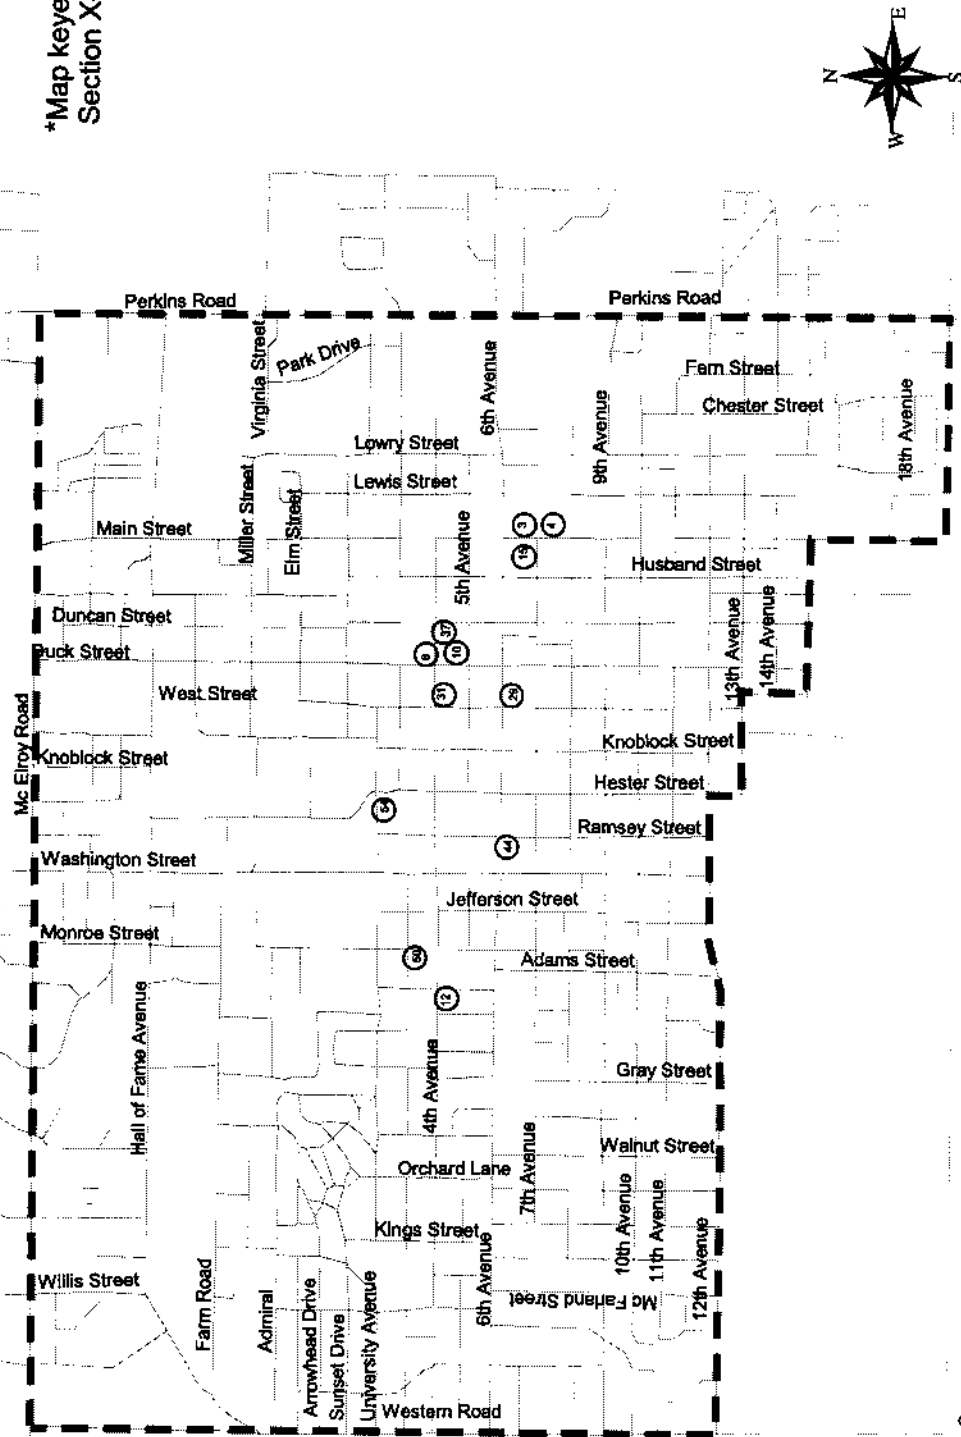 *Map keye
Section X
N
E
S
W
Perkins Road
Perkins Road
Virginia Street
Park Drive
6th Avenue
Fern Street
Chester Street
9th Avenue
18th Avenue
Lowry Street
Lewis Street
Miller Street
Elm Street
Main Street
5th Avenue
3
4
15
Husband Street
Duncan Street
Duck Street
37
8
10
13th Avenue
14th Avenue
West Street
31
Mc Elroy Road
Knoblock Street
Knoblock Street
Hester Street
54
Ramsey Street
44
Washington Street
Jefferson Street
Monroe Street
Adams Street
12
Hall of Fame Avenue
4th Avenue
Gray Street
Walnut Street
Orchard Lane
7th Avenue
Kings Street
10th Avenue
11th Avenue
12th Avenue
Willis Street
Farm Road
Admiral
Arrowhead Drive
Sunset Drive
University Avenue
6th Avenue
Mc Farland Street
Western Road